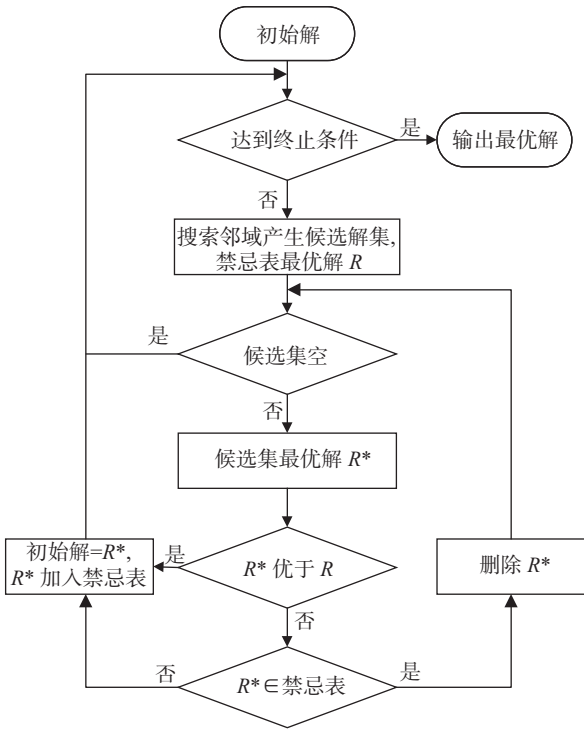 初始解
达到终止条件
是
输出最优解
否
搜索邻域产生候选解集,
禁忌表最优解 R
是
候选集空
否
候选集最优解 R*
初始解=R*,
R* 加入禁忌表
是
R* 优于 R
删除 R*
否
否
R*∈禁忌表
是